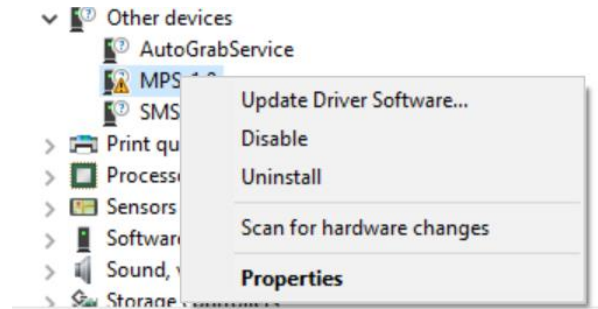 Other devices
AutoGrabService
MPS
Update Driver Software...
SMS
Disable
Print qu
Process
Uninstall
Sensors
Softwar
Scan for hardware changes
Sound,
Properties
Storage